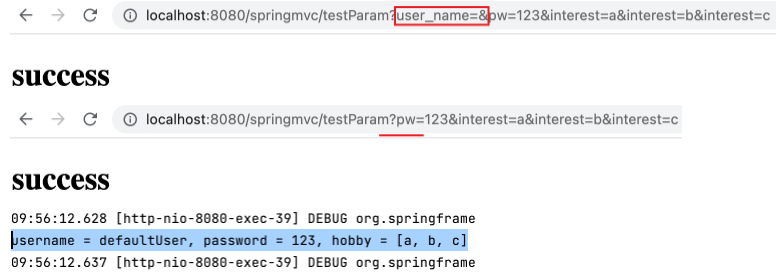 localhost:8080/springmvc/testParam?user_name=&pw=123&interest=a&interest=b&interest=c
success
localhost:8080/springmvc/testParam?pw=123&interest=a&interest=b&interest=c
success
09:56:12.628 [http-nio-8080-exec-39] DEBUG org.springframe
username = defaultUser, password = 123, hobby = [a, b, c]
09:56:12.637 [http-nio-8080-exec-39] DEBUG org.springframe